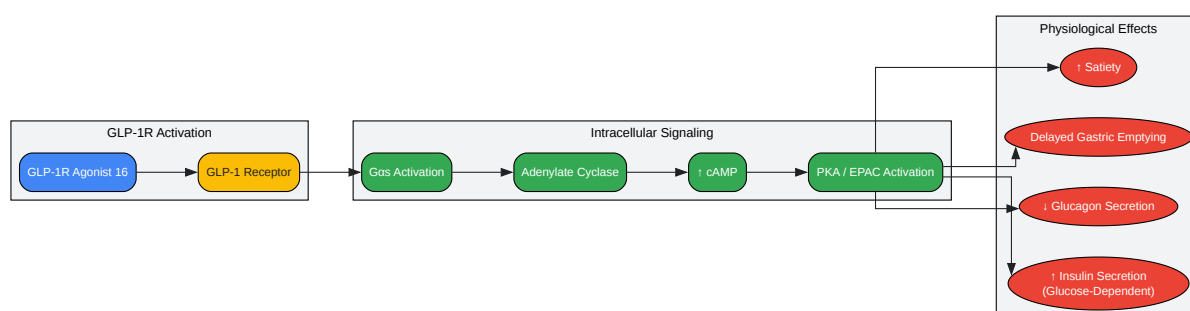 GLP-1R Activation
GLP-1R Agonist 16
GLP-1 Receptor
Intracellular Signaling
Gαs Activation
Adenylate Cyclase
↑ cAMP
PKA / EPAC Activation
Physiological Effects
↑ Satiety
Delayed Gastric Emptying
↓ Glucagon Secretion
↑ Insulin Secretion
(Glucose-Dependent)